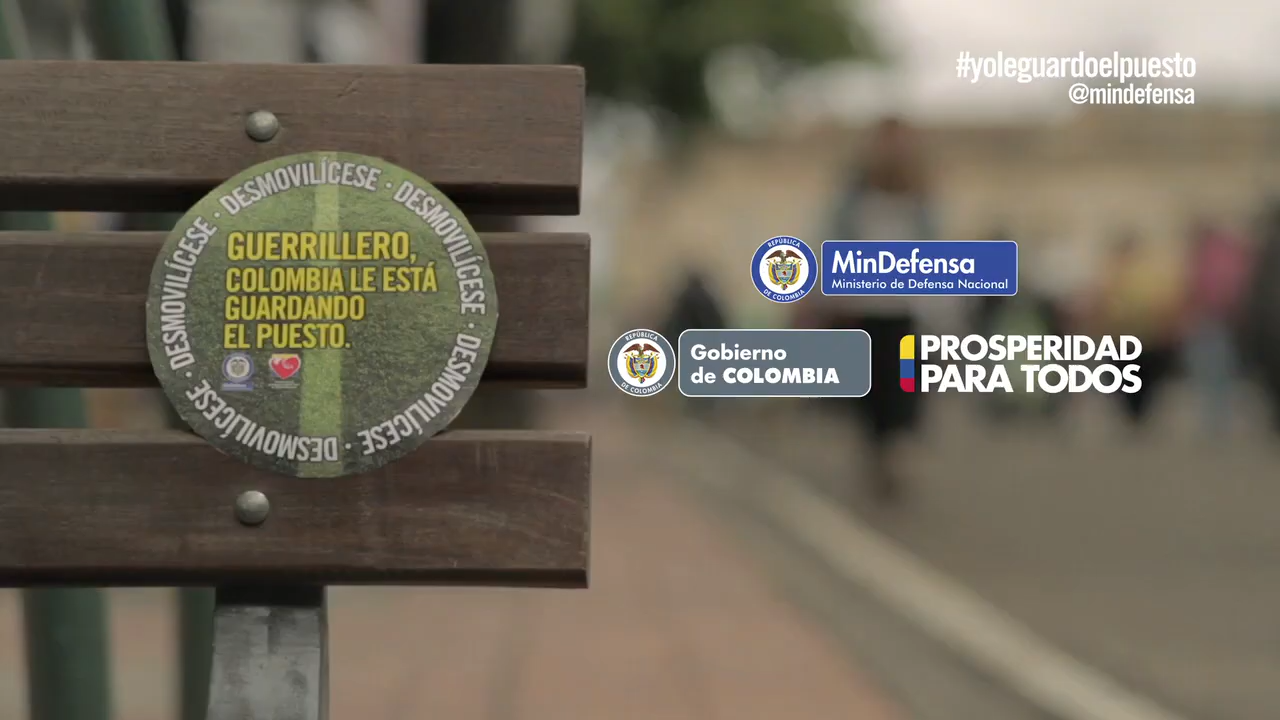 #yoleguardoelpuesto
@mindefensa
DESMOVILÍCESE · DESMOVILÍCESE · DESMOVILÍCESE · DESMOVILÍCESE · DESMOVILÍCESE · DESMOVILÍCESE ·
GUERRILLERO,
COLOMBIA LE ESTÁ
GUARDANDO
EL PUESTO.
REPÚBLICA
DE COLOMBIA
MinDefensa
Ministerio de Defensa Nacional
REPÚBLICA
DE COLOMBIA
Gobierno
de COLOMBIA
PROSPERIDAD
PARA TODOS